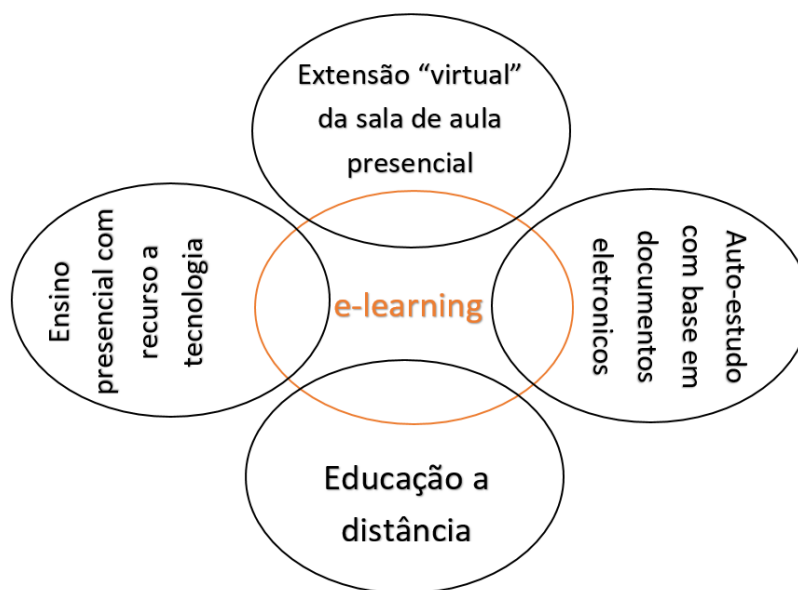 Extensão “virtual”
da sala de aula
presencial
Ensino
presencial com
recurso a
tecnologia
e-learning
Auto-estudo
com base em
documentos
eletronicos
Educação a
distância